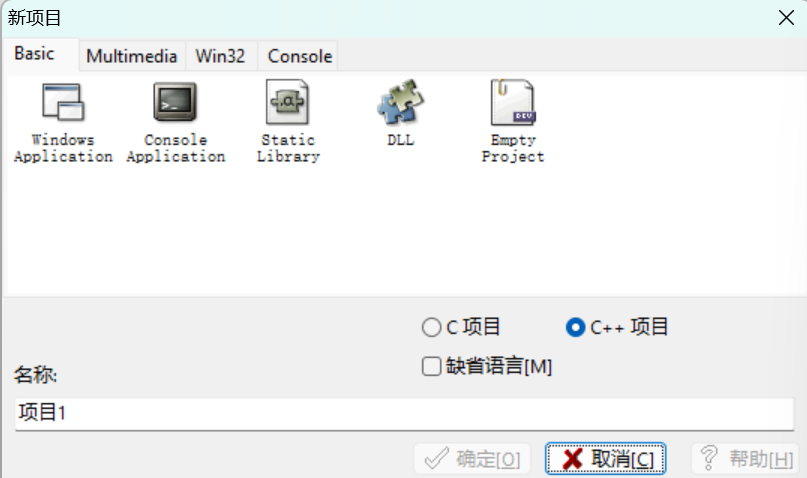 新项目
Basic Multimedia Win32 Console
Windows Application
Console Application
Static Library
DLL
Empty Project
C 项目 C++ 项目
缺省语言[M]
名称:
项目1
确定[O] 取消[C] 帮助[H]